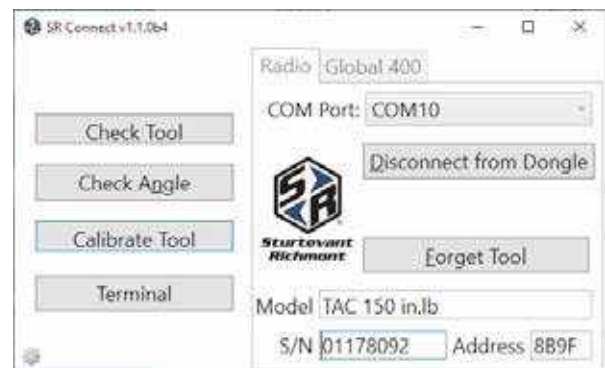 SR Connect v1.1.0b4
Radio Global 400
COM Port: COM10
Check Tool
Disconnect from Dongle
Check Angle
SR
Calibrate Tool
Sturtevant
Richmont
Forget Tool
Terminal
Model TAC 150 in.lb
S/N 01178092 Address 8B9F